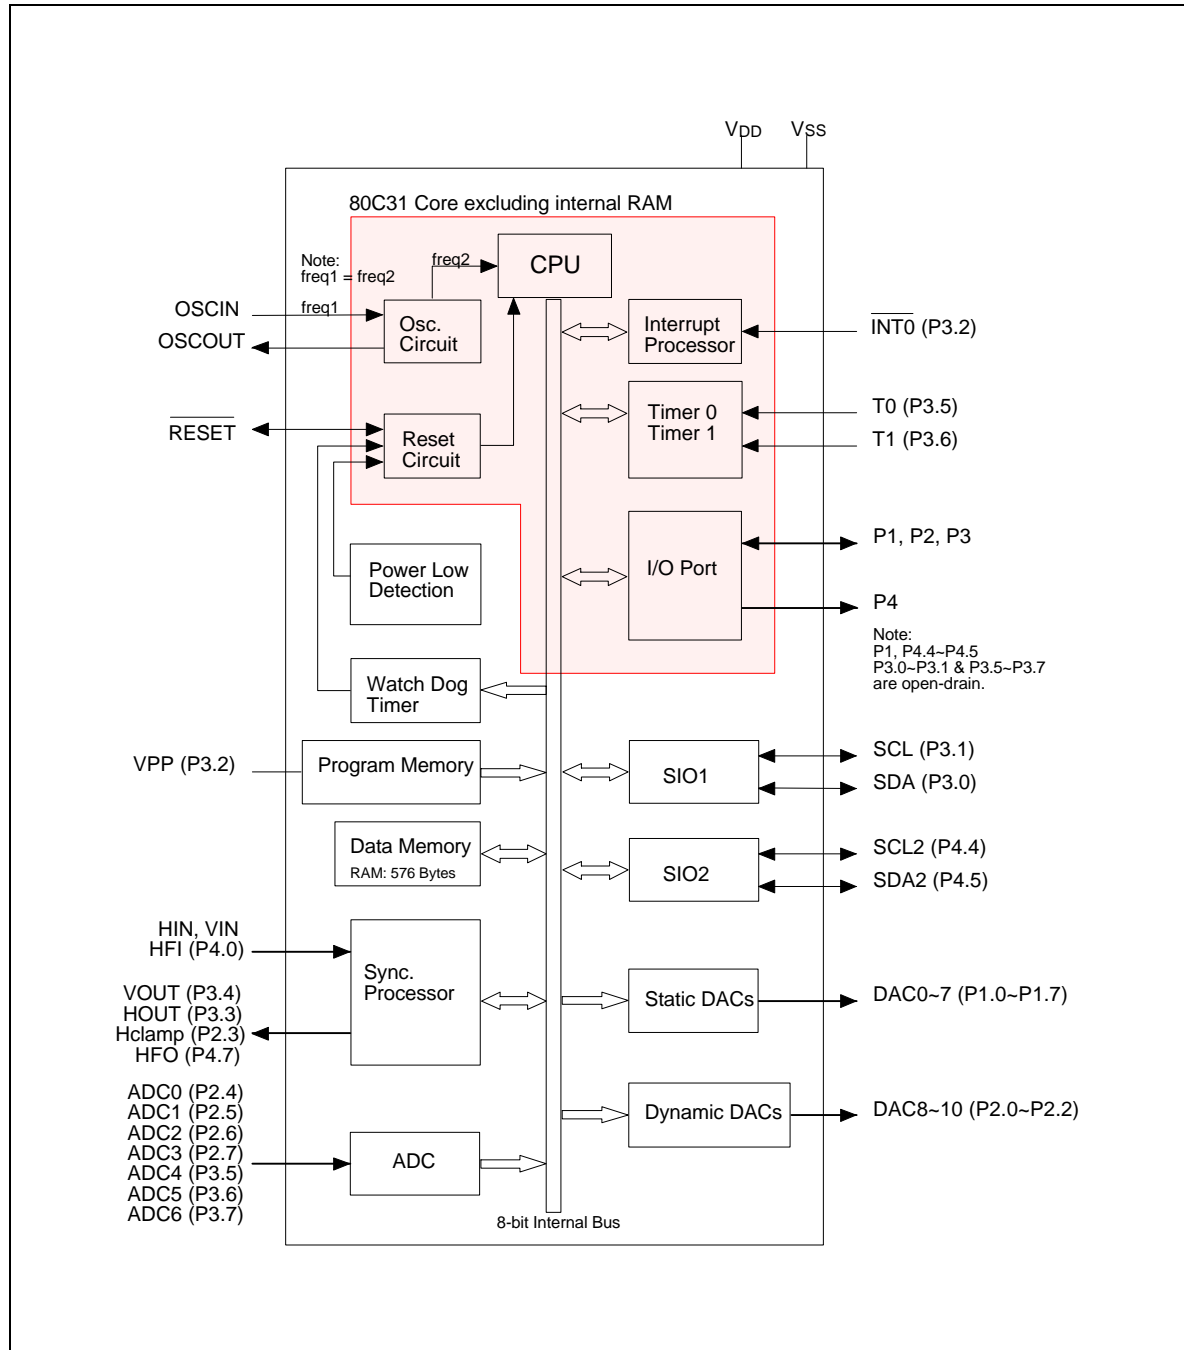 VDD
VSS
80C31 Core excluding internal RAM
Note:
freq1 = freq2
freq2
CPU
OSCIN
freq1
OSCOUT
Osc.
Circuit
Interrupt
Processor
INT0 (P3.2)
RESET
Reset
Circuit
Timer 0
Timer 1
T0 (P3.5)
T1 (P3.6)
Power Low
Detection
I/O Port
P1, P2, P3
P4
Note:
P1, P4.4~P4.5
P3.0~P3.1 & P3.5~P3.7
are open-drain.
Watch Dog
Timer
VPP (P3.2)
Program Memory
SIO1
SCL (P3.1)
SDA (P3.0)
Data Memory
RAM: 576 Bytes
SIO2
SCL2 (P4.4)
SDA2 (P4.5)
HIN, VIN
HFI (P4.0)
VOUT (P3.4)
HOUT (P3.3)
Hclamp (P2.3)
HFO (P4.7)
Sync.
Processor
Static DACs
DAC0~7 (P1.0~P1.7)
ADC0 (P2.4)
ADC1 (P2.5)
ADC2 (P2.6)
ADC3 (P2.7)
ADC4 (P3.5)
ADC5 (P3.6)
ADC6 (P3.7)
ADC
Dynamic DACs
DAC8~10 (P2.0~P2.2)
8-bit Internal Bus